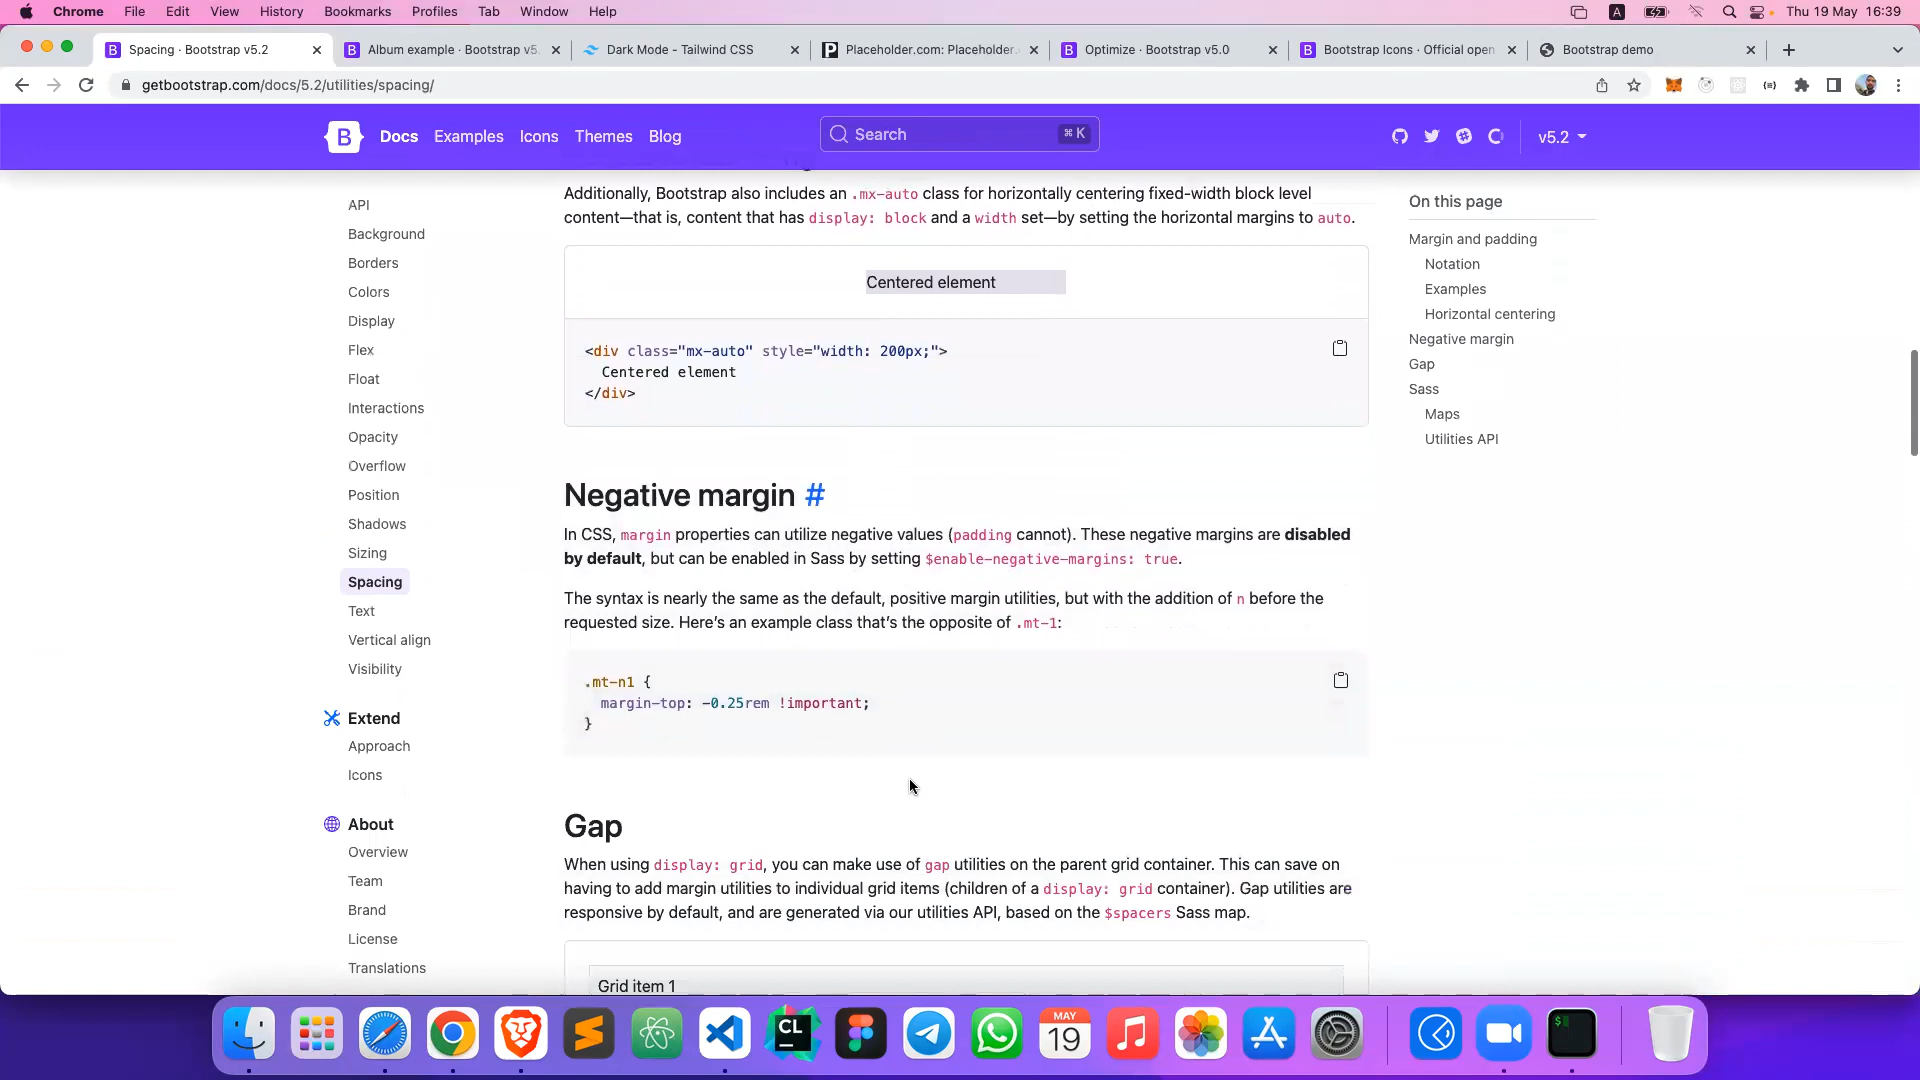 Chrome File Edit View History Bookmarks Profiles Tab Window Help
A
Thu 19 May 16:39
B Spacing · Bootstrap v5.2
B Album example · Bootstrap v5.
Dark Mode - Tailwind CSS
P Placeholder.com: Placeholder.
B Optimize · Bootstrap v5.0
B Bootstrap Icons · Official open
Bootstrap demo
getbootstrap.com/docs/5.2/utilities/spacing/
B Docs Examples Icons Themes Blog
Search ⌘ K
v5.2
API
Background
Borders
Colors
Display
Flex
Float
Interactions
Opacity
Overflow
Position
Shadows
Sizing
Spacing
Text
Vertical align
Visibility
Extend
Approach
Icons
About
Overview
Team
Brand
License
Translations
Additionally, Bootstrap also includes an .mx-auto class for horizontally centering fixed-width block level
content—that is, content that has display: block and a width set—by setting the horizontal margins to auto.
Centered element
<div class="mx-auto" style="width: 200px;">
Centered element
</div>
Negative margin #
In CSS, margin properties can utilize negative values (padding cannot). These negative margins are disabled
by default, but can be enabled in Sass by setting $enable-negative-margins: true.
The syntax is nearly the same as the default, positive margin utilities, but with the addition of n before the
requested size. Here’s an example class that’s the opposite of .mt-1:
.mt-n1 {
margin-top: -0.25rem !important;
}
Gap
When using display: grid, you can make use of gap utilities on the parent grid container. This can save on
having to add margin utilities to individual grid items (children of a display: grid container). Gap utilities are
responsive by default, and are generated via our utilities API, based on the $spacers Sass map.
Grid item 1
On this page
Margin and padding
Notation
Examples
Horizontal centering
Negative margin
Gap
Sass
Maps
Utilities API
CL
MAY
19
$